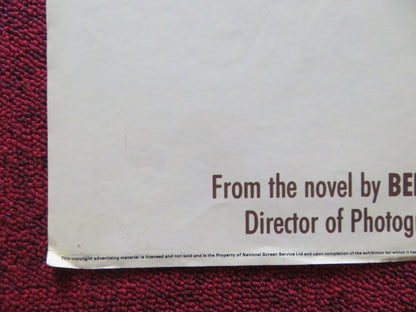 From the novel by BE
Director of Photogr
This copyright advertising material is licensed and not sold and is the Property of National Screen Service Ltd and upon completion of the exhibition for which it has